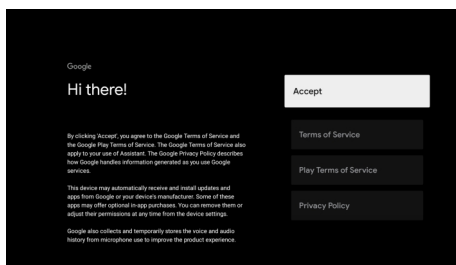 Google
Hi there!
Accept
By clicking 'Accept', you agree to the Google Terms of Service and
the Google Play Terms of Service. The Google Terms of Service also
apply to your use of Assistant. The Google Privacy Policy describes
how Google handles information generated as you use Google
services.
This device may automatically receive and install updates and
apps from Google or your device's manufacturer. Some of these
apps may offer optional in-app purchases. You can remove them or
adjust their permissions at any time from the device settings.
Google also collects and temporarily stores the voice and audio
history from microphone use to improve the product experience.
Terms of Service
Play Terms of Service
Privacy Policy